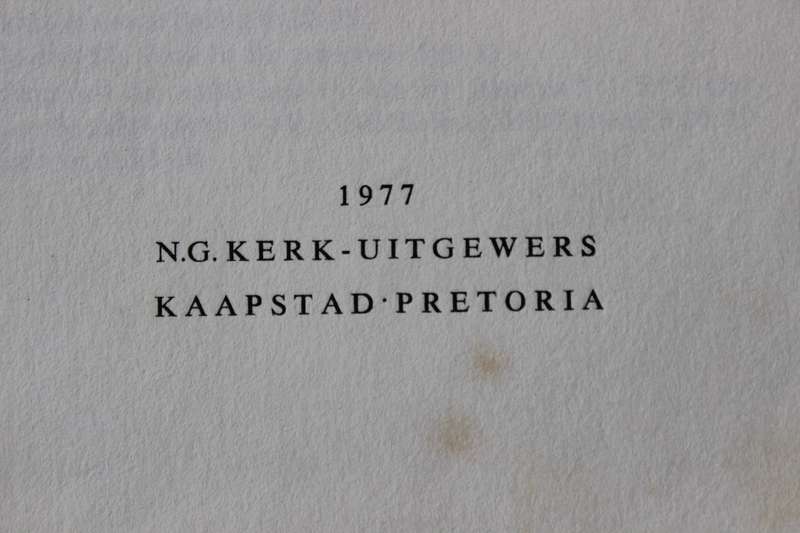 1977
N.G. KERK-UITGEWERS
KAAPSTAD·PRETORIA